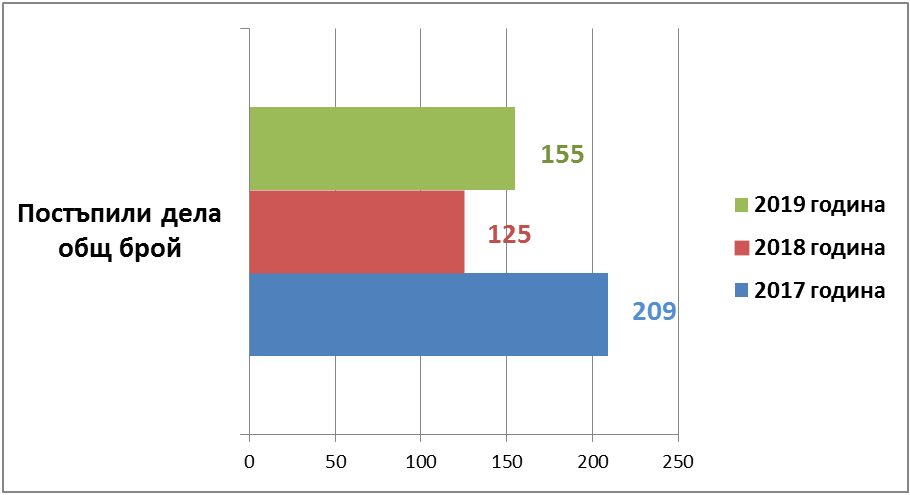 Постъпили дела
общ брой
155
125
209
0 50 100 150 200 250
2019 година
2018 година
2017 година